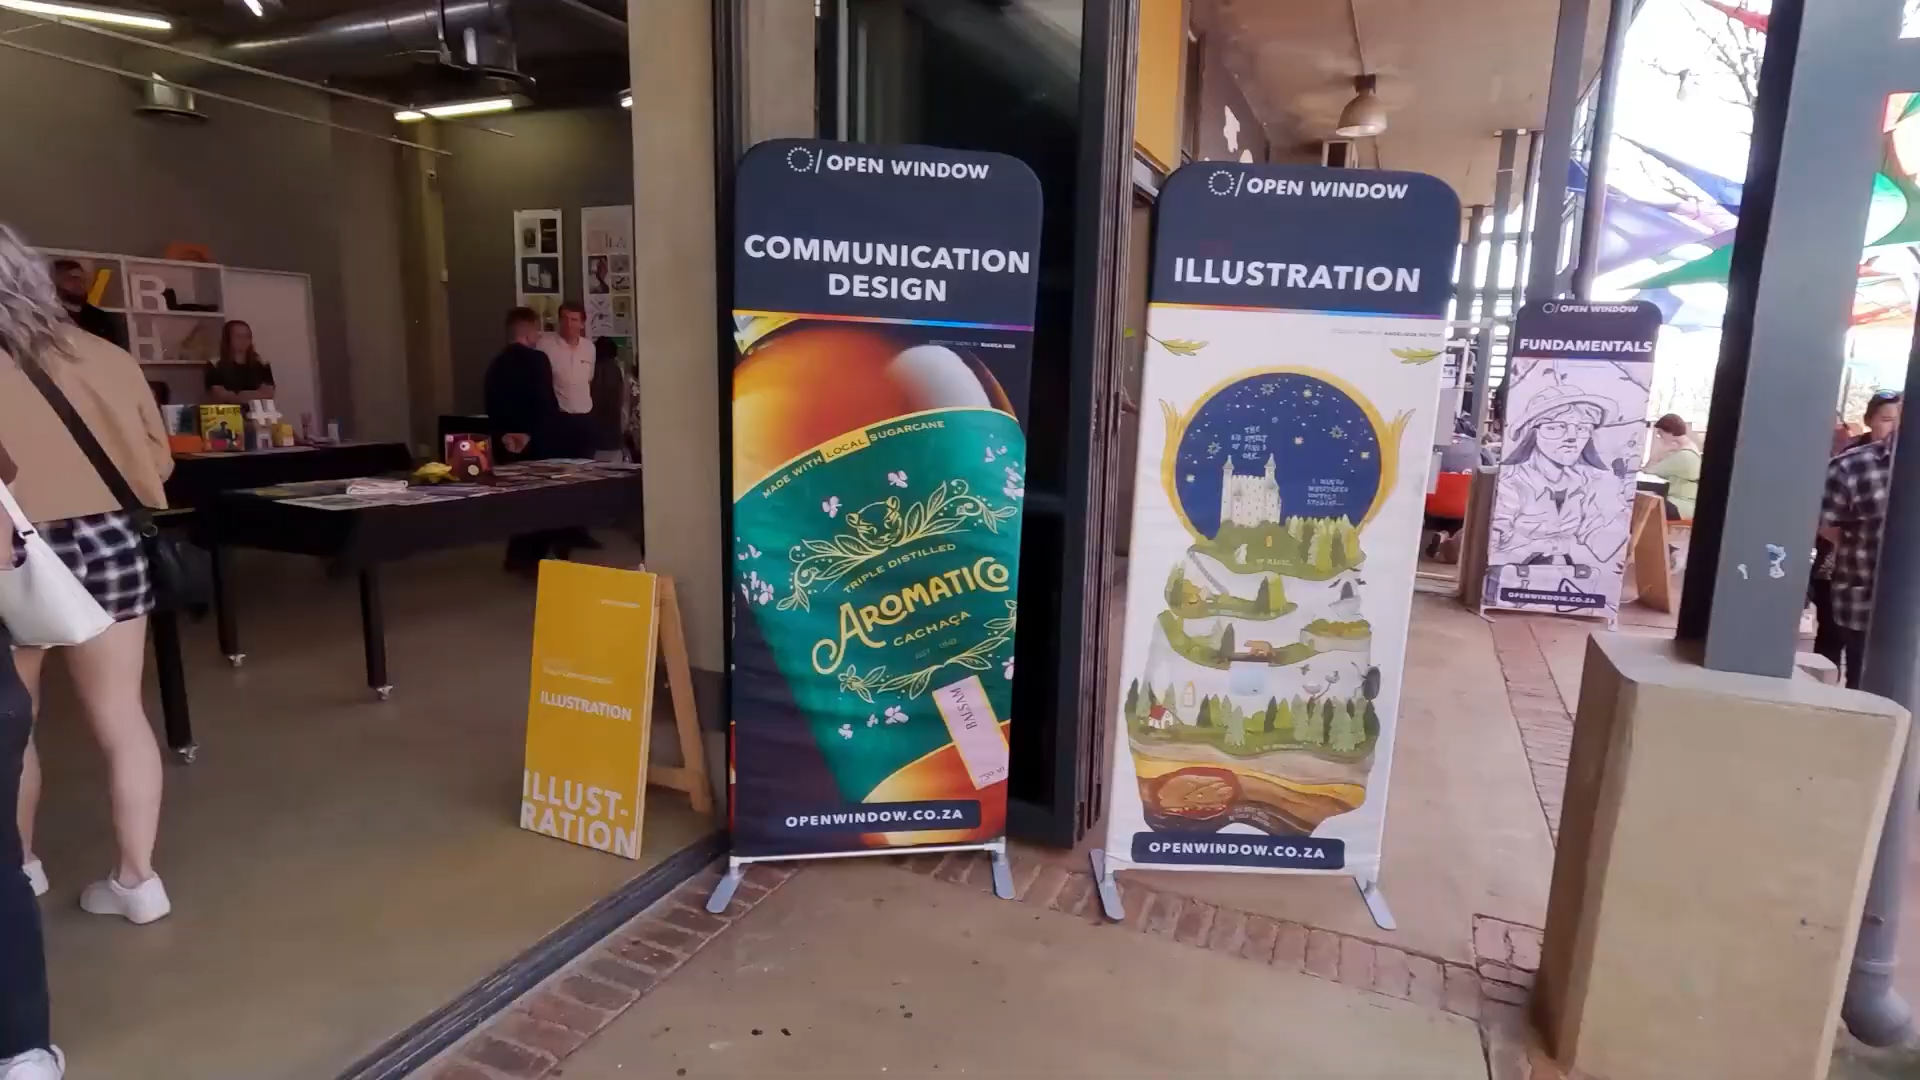 OPEN WINDOW
COMMUNICATION
DESIGN
MADE WITH LOCAL SUGARCANE
TRIPLE DISTILLED
AROMATICO
CACHAÇA
BALSAM
OPENWINDOW.CO.ZA
OPEN WINDOW
ILLUSTRATION
OPENWINDOW.CO.ZA
OPEN WINDOW
FUNDAMENTALS
OPENWINDOW.CO.ZA
ILLUSTRATION
ILLUST-
RATION